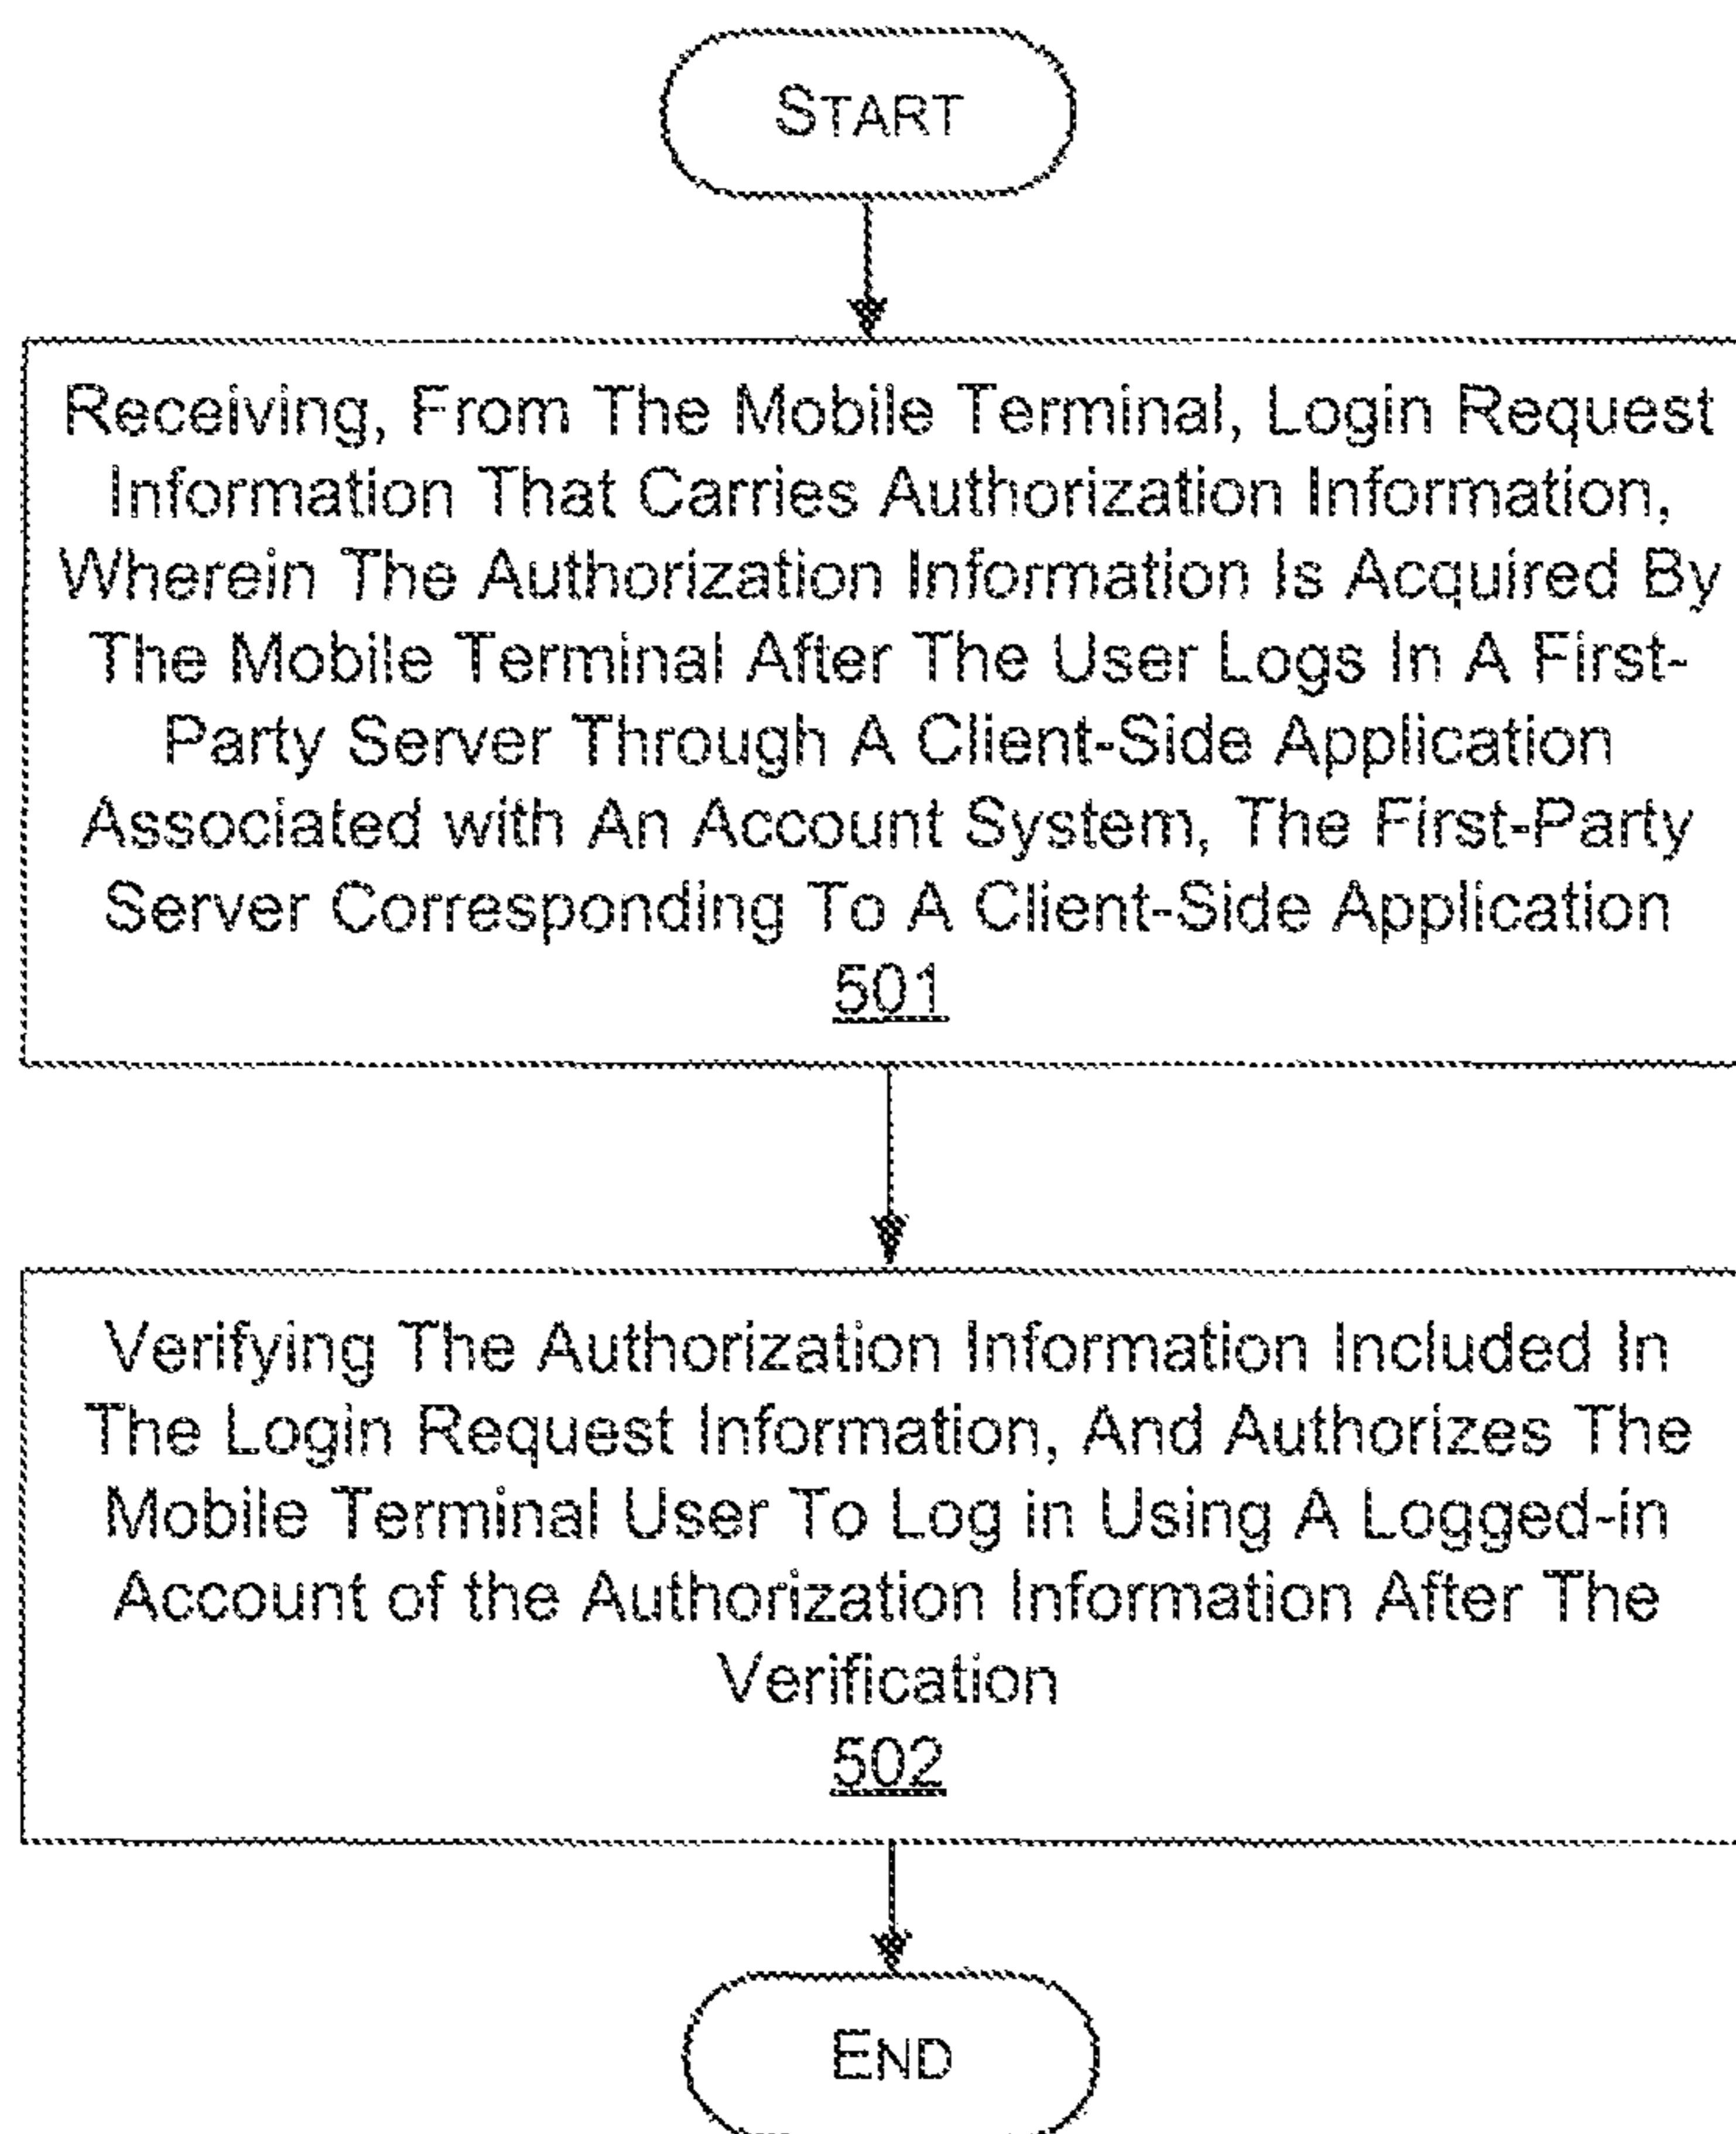 START
Receiving, From The Mobile Terminal, Login Request
Information That Carries Authorization Information,
Wherein The Authorization Information Is Acquired By
The Mobile Terminal After The User Logs In A First-
Party Server Through A Client-Side Application
Associated with An Account System, The First-Party
Server Corresponding To A Client-Side Application
501
Verifying The Authorization Information Included In
The Login Request Information, And Authorizes The
Mobile Terminal User To Log in Using A Logged-in
Account of the Authorization Information After The
Verification
502
END